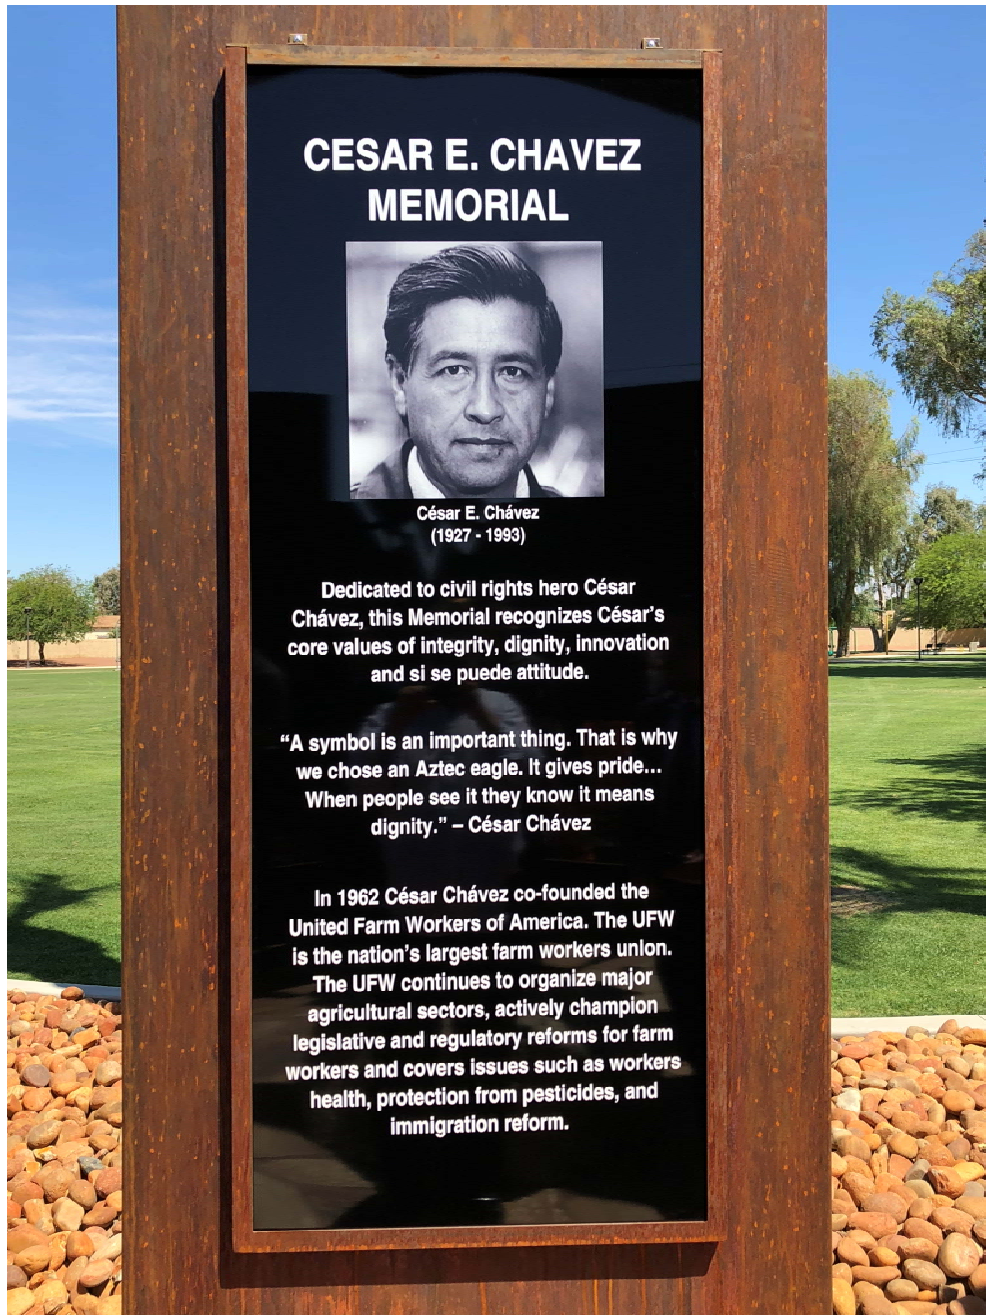 CESAR E. CHAVEZ
MEMORIAL
César E. Chávez
(1927 - 1993)
Dedicated to civil rights hero César
Chávez, this Memorial recognizes César's
core values of integrity, dignity, innovation
and si se puede attitude.
“A symbol is an important thing. That is why
we chose an Aztec eagle. It gives pride...
When people see it they know it means
dignity.” – César Chávez
In 1962 César Chávez co-founded the
United Farm Workers of America. The UFW
is the nation's largest farm workers union.
The UFW continues to organize major
agricultural sectors, actively champion
legislative and regulatory reforms for farm
workers and covers issues such as workers
health, protection from pesticides, and
immigration reform.